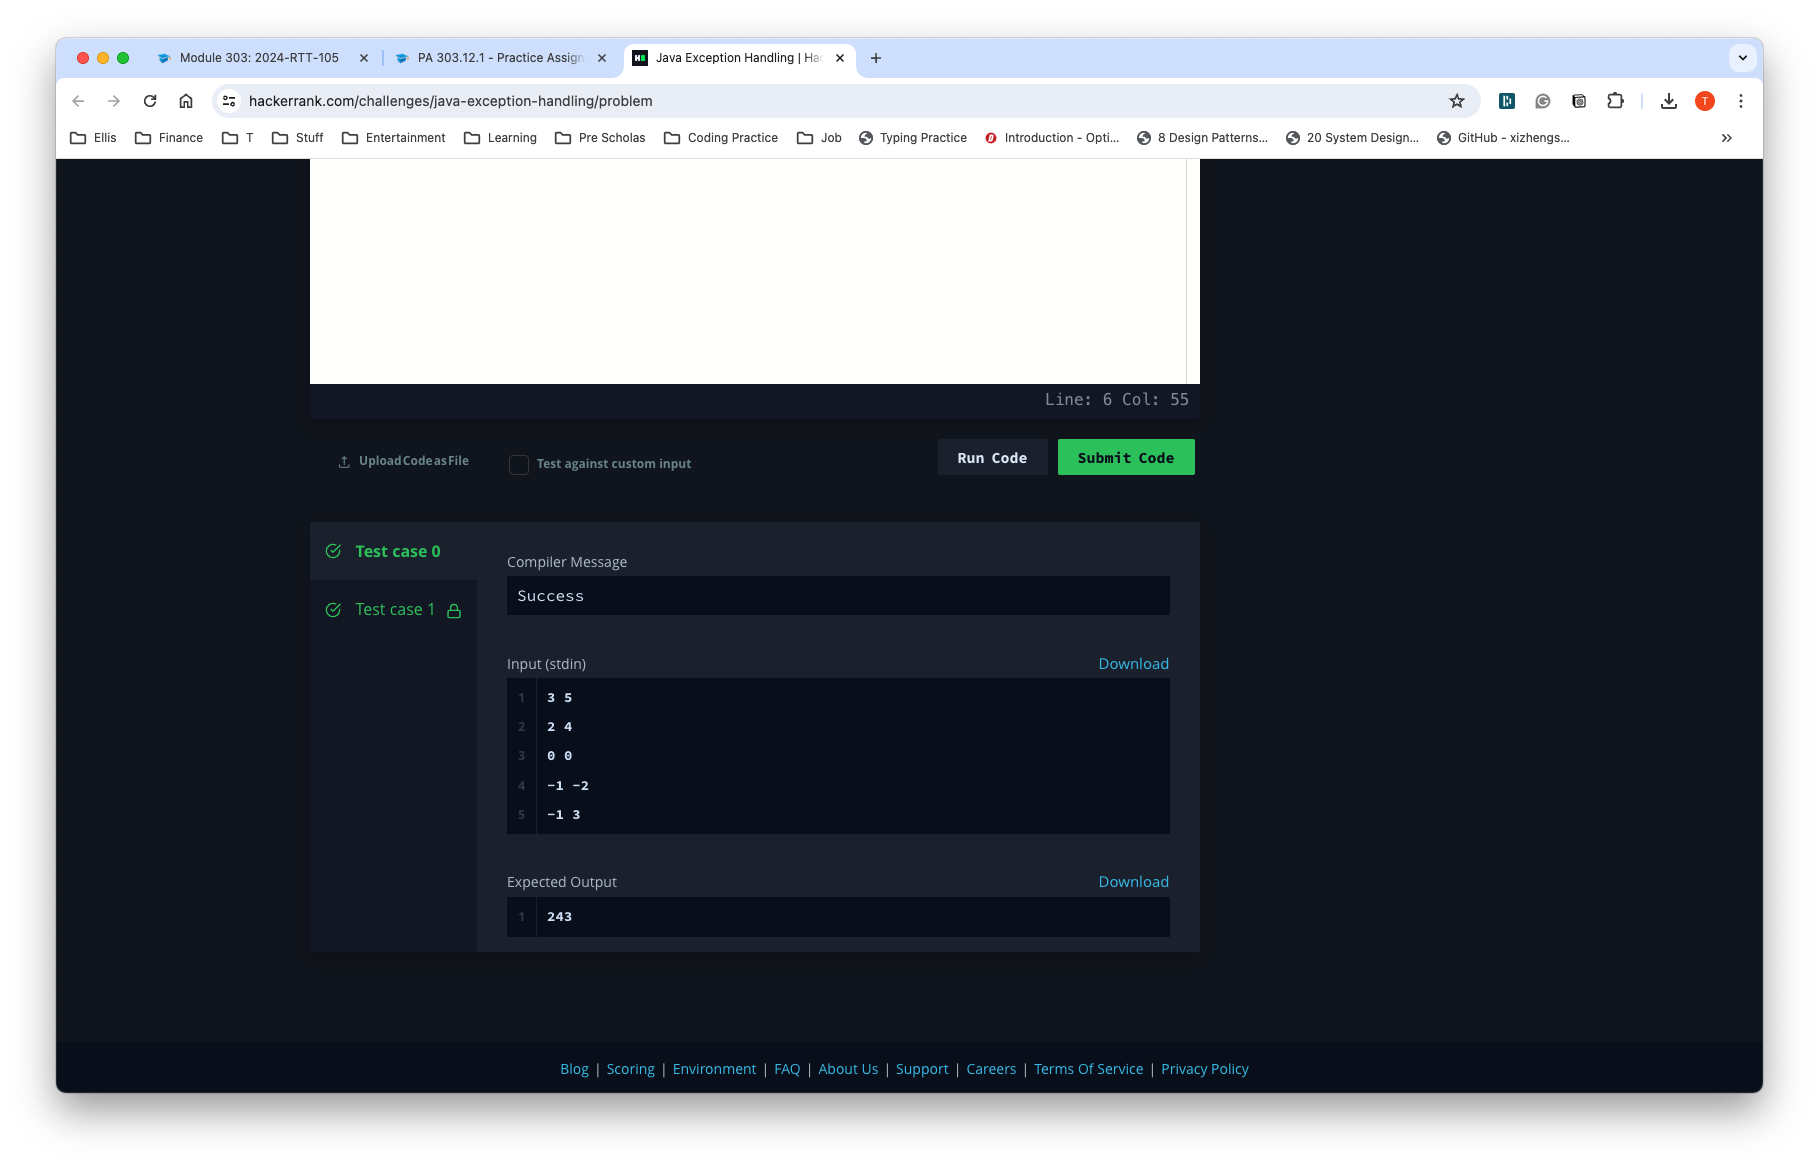 Module 303: 2024-RTT-105
PA 303.12.1 - Practice Assign
Java Exception Handling | Hac
hackerrank.com/challenges/java-exception-handling/problem
T
Ellis
Finance
T
Stuff
Entertainment
Learning
Pre Scholas
Coding Practice
Job
Typing Practice
Introduction - Opti...
8 Design Patterns...
20 System Design...
GitHub - xizhengs...
Line: 6 Col: 55
Upload Code as File
Test against custom input
Run Code
Submit Code
Test case 0
Test case 1
Compiler Message
Success
Input (stdin)
Download
1 3 5
2 2 4
3 0 0
4 -1 -2
5 -1 3
Expected Output
Download
1 243
Blog | Scoring | Environment | FAQ | About Us | Support | Careers | Terms Of Service | Privacy Policy